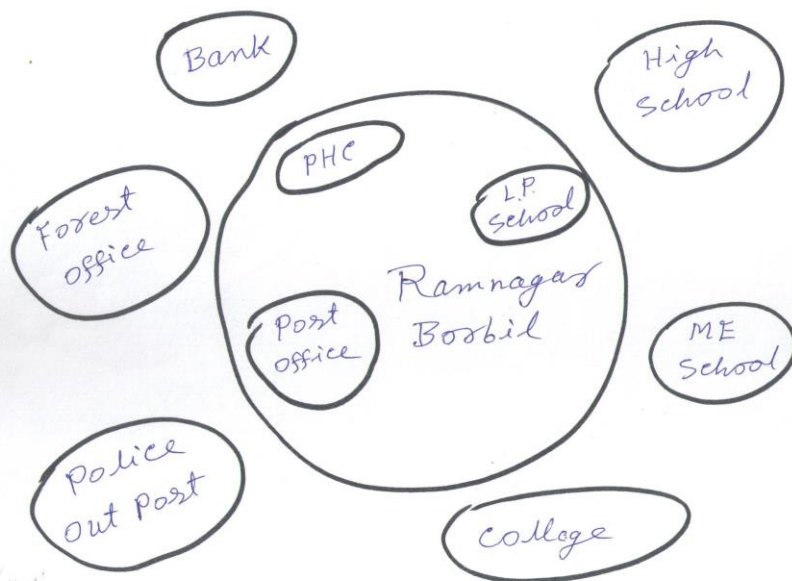 Bank
High
School
PHC
L.P.
School
Forest
office
Ramnagar
Borbil
Post
office
ME
School
Police
out Post
College